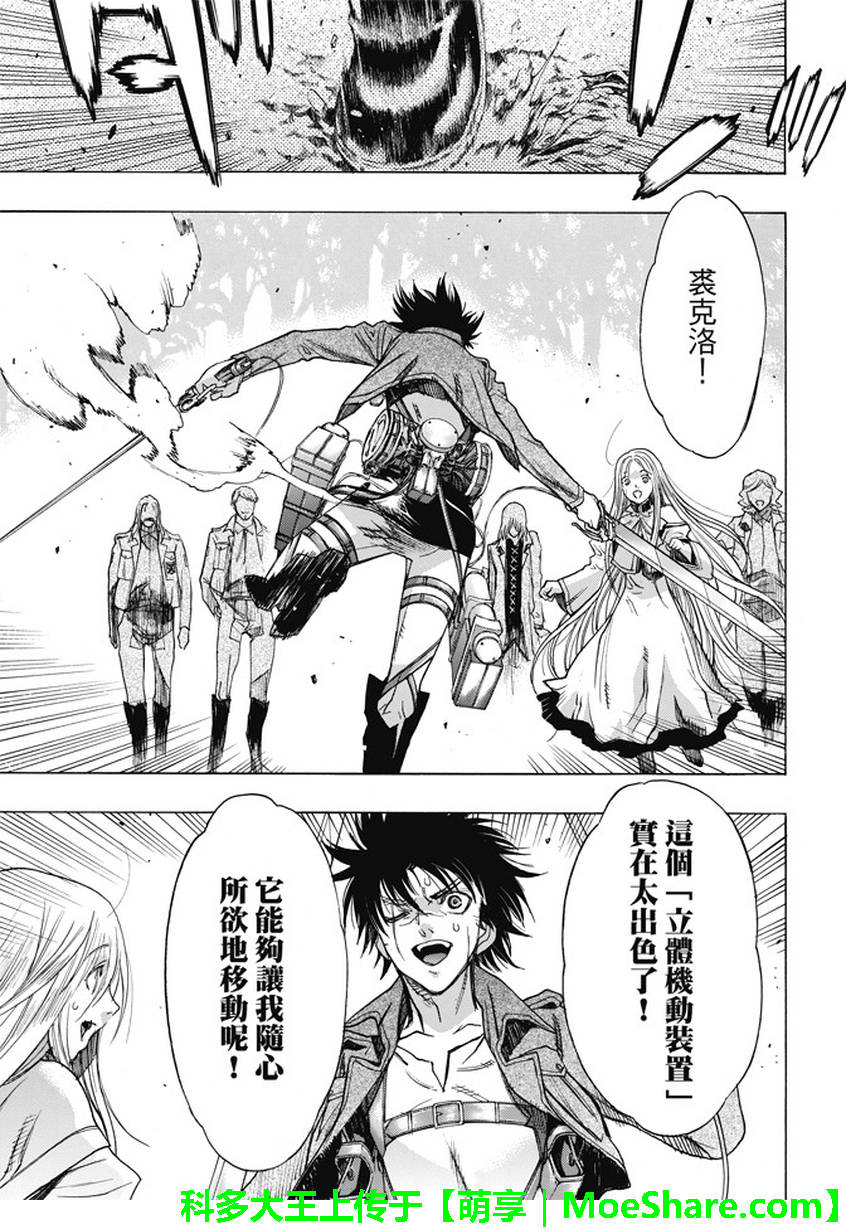 裘克洛！
這個「立體機動裝置」
實在太出色了！
它能夠讓我隨心
所欲地移動呢！
科多大王上传于【萌享｜MoeShare.com】